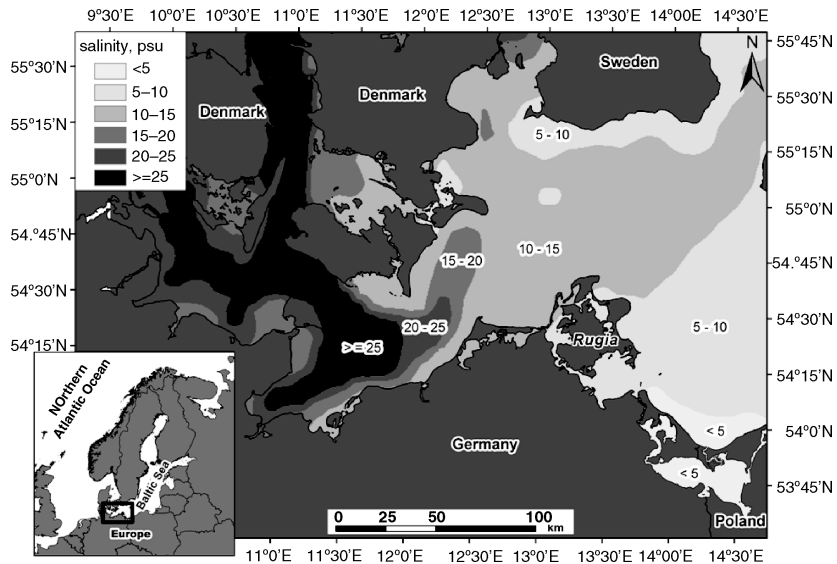 9°30’E 10°0’E 10°30’E 11°0’E 11°30’E 12°0’E 12°30’E 13°0’E 13°30’E 14°0’E
salinity, psu
<5
5–10
10–15
15–20
20–25
>=25
55°30’N
55°15’N
55°0’N
54.°45’N
54°30’N
54°15’N
N
Denmark
Denmark
Sweden
5 - 10
10 - 15
15 - 20
20 - 25
> = 25
5 - 10
Rugia
< 5
< 5
Germany
Poland
55°45’N
55°30’N
55°15’N
55°0’N
54.°45’N
54°30’N
54°15’N
54°0’N
53°45’N
NOrthern
Atlantic Ocean
Baltic Sea
Europe
0 25 50 100
km
11°0’E 11°30’E 12°0’E 12°30’E 13°0’E 13°30’E 14°0’E 14°30’E